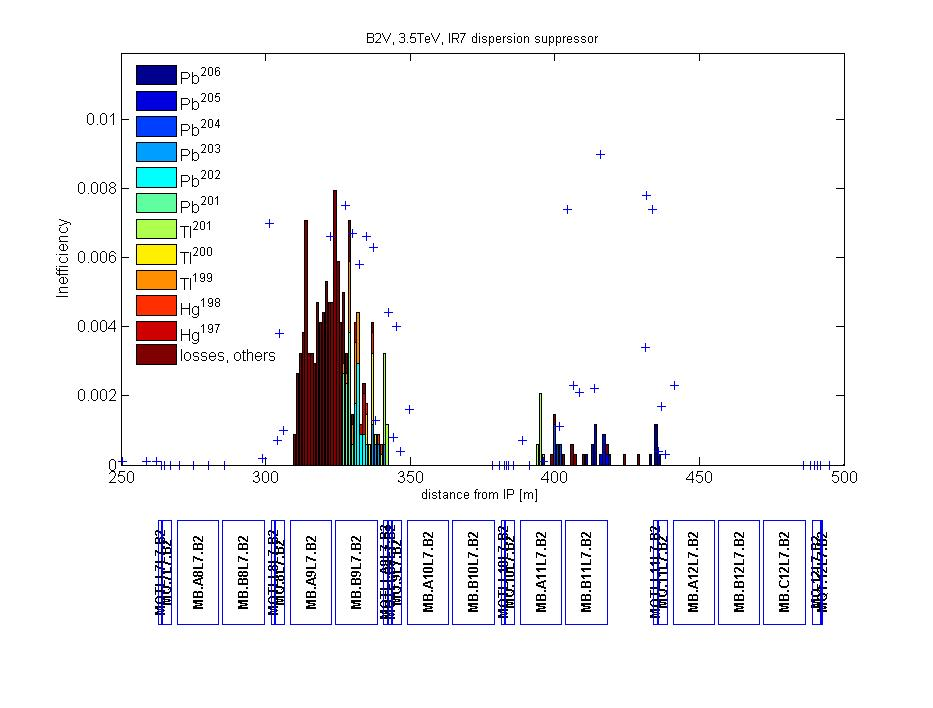 B2V, 3.5TeV, IR7 dispersion suppressor
Inefficiency
0.01
0.008
0.006
0.004
0.002
0
Pb206
Pb205
Pb204
Pb203
Pb202
Pb201
Tl201
Tl200
Tl199
Hg198
Hg197
losses, others
250 300 350 400 450 500
distance from IP [m]
MB.A8L7.B2
MB.B8L7.B2
MB.A9L7.B2
MB.B9L7.B2
MB.A10L7.B2
MB.B10L7.B2
MB.A11L7.B2
MB.B11L7.B2
MB.A12L7.B2
MB.B12L7.B2
MB.C12L7.B2